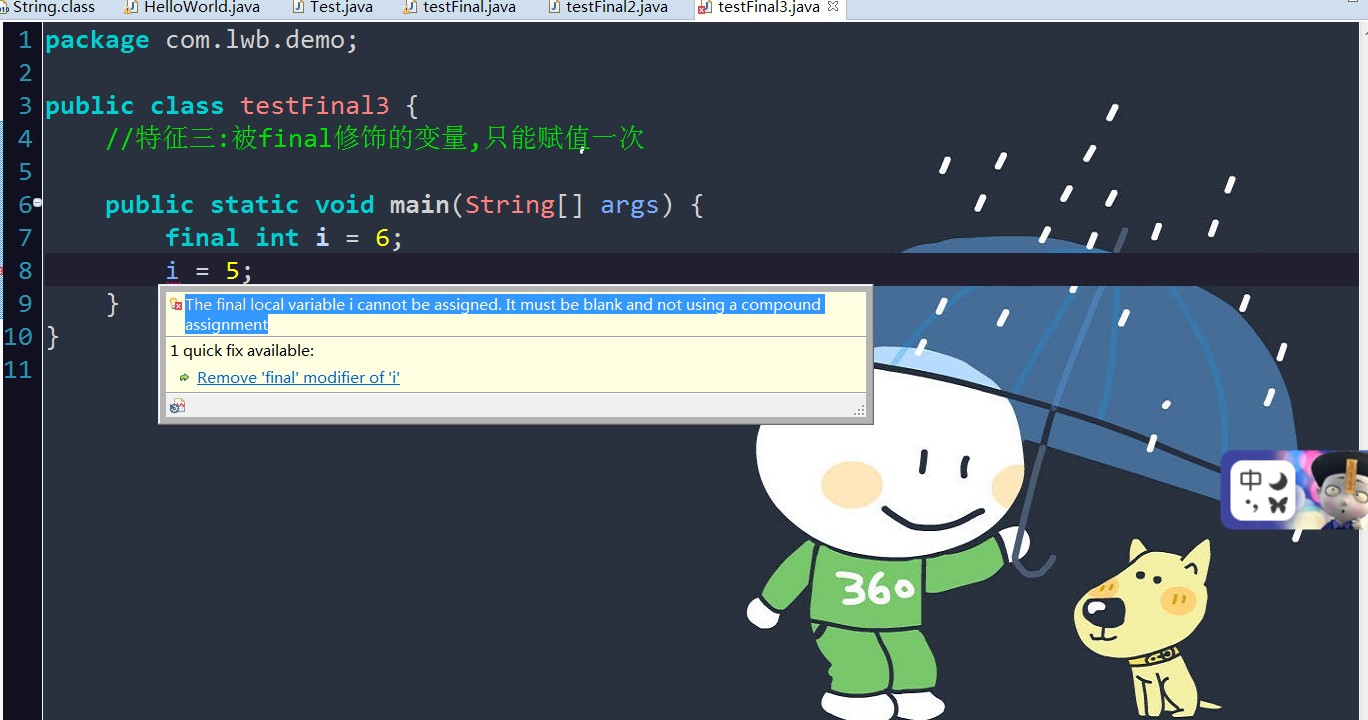 String.class HelloWorld.java Test.java testFinal.java testFinal2.java testFinal3.java
1 package com.lwb.demo;
2
3 public class testFinal3 {
4 //特征三:被final修饰的变量,只能赋值一次
5
6 public static void main(String[] args) {
7 final int i = 6;
8 i = 5;
9 }
10 }
11
The final local variable i cannot be assigned. It must be blank and not using a compound
assignment
1 quick fix available:
Remove 'final' modifier of 'i'
中
360